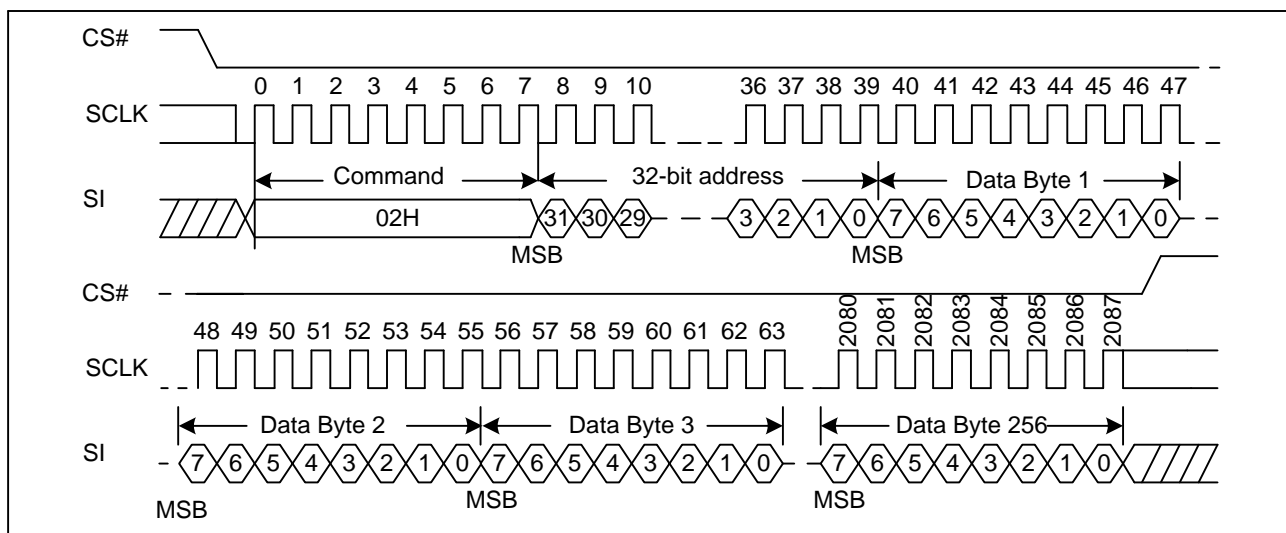 CS#
0 1 2 3 4 5 6 7 8 9 10 36 37 38 39 40 41 42 43 44 45 46 47
SCLK
Command 32-bit address Data Byte 1
SI
02H 31 30 29 3 2 1 0 7 6 5 4 3 2 1 0
MSB MSB
CS#
48 49 50 51 52 53 54 55 56 57 58 59 60 61 62 63 2080 2081 2082 2083 2084 2085 2086 2087
SCLK
Data Byte 2 Data Byte 3 Data Byte 256
SI
7 6 5 4 3 2 1 0 7 6 5 4 3 2 1 0 7 6 5 4 3 2 1 0
MSB MSB MSB